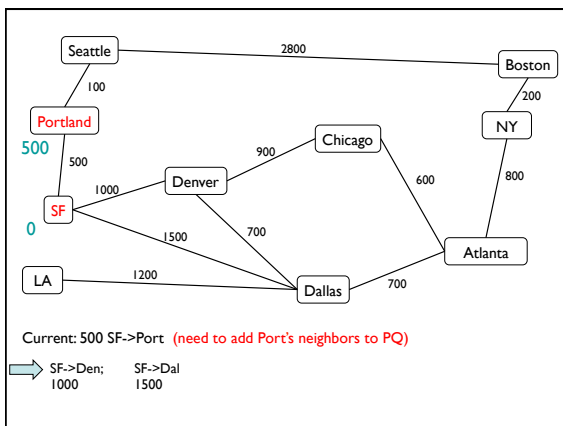 2800
Seattle
Boston
100
200
Portland
NY
500
500
900
Chicago
1000
Denver
600
800
SF
0
1500
700
Atlanta
LA
1200
Dallas
700
Current: 500 SF->Port (need to add Port's neighbors to PQ)
SF->Den; SF->Dal
1000 1500